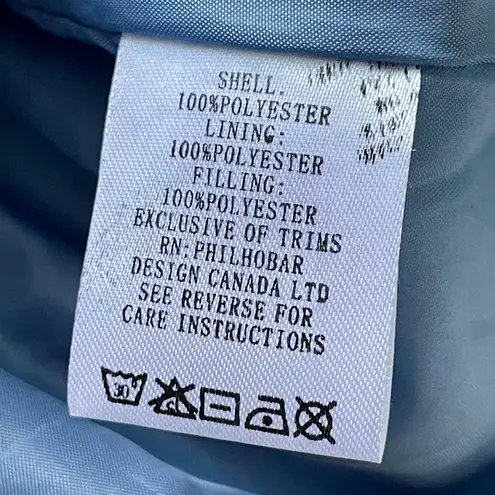 SHELL:
100%POLYESTER
LINING:
100%POLYESTER
FILLING:
100%POLYESTER
EXCLUSIVE OF TRIMS
RN:PHILHOBAR
DESIGN CANADA LTD
SEE REVERSE FOR
CARE INSTRUCTIONS
30 CL